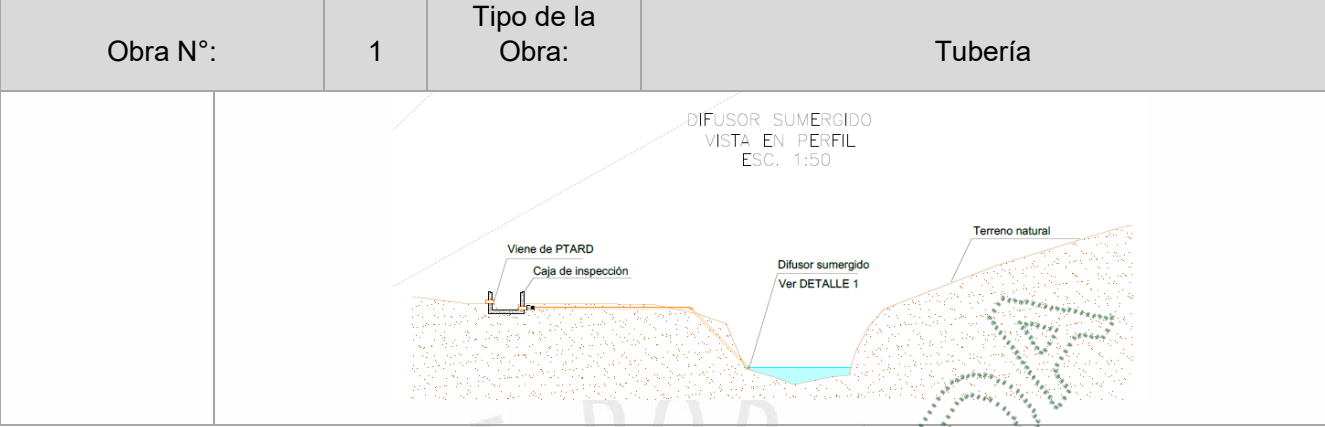 Obra N°:
1
Tipo de la
Obra:
Tubería
DIFUSOR SUMERGIDO
VISTA EN PERFIL
ESC. 1:50
Terreno natural
Viene de PTARD
Caja de inspección
Difusor sumergido
Ver DETALLE 1